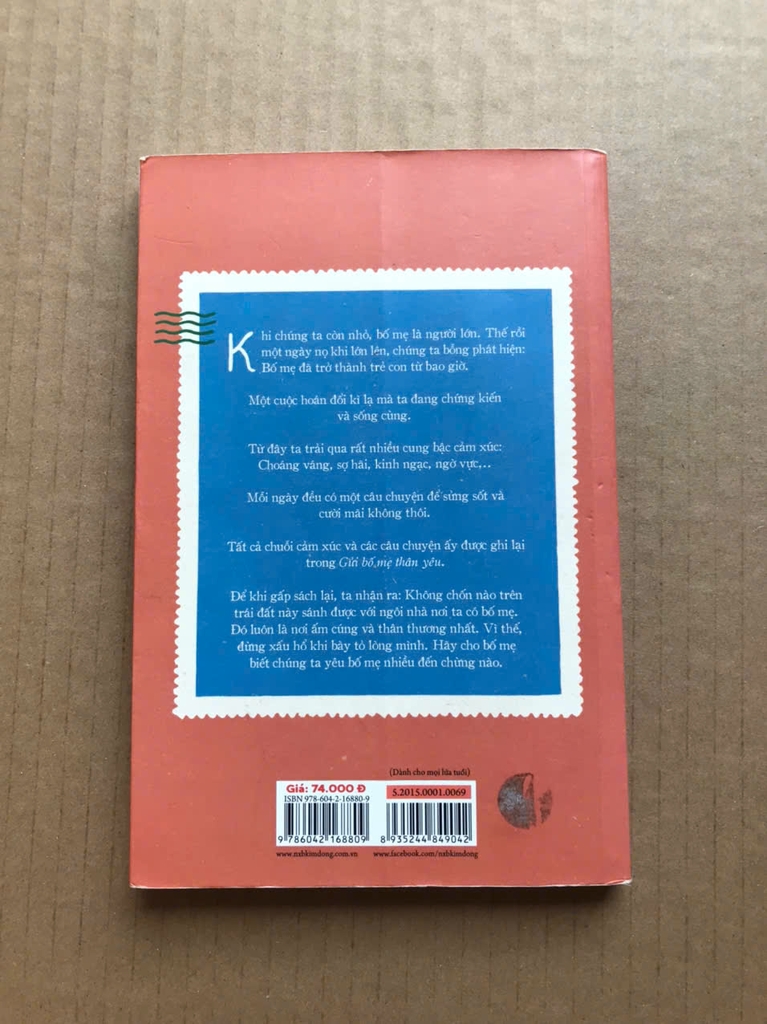 Khi chúng ta còn nhỏ, bố mẹ là người lớn. Thế rồi
một ngày nọ khi lớn lên, chúng ta bỗng phát hiện:
Bố mẹ đã trở thành trẻ con từ bao giờ.
Một cuộc hoán đổi kì lạ mà ta đang chứng kiến
và sống cùng.
Từ đây ta trải qua rất nhiều cung bậc cảm xúc:
Choáng váng, sợ hãi, kinh ngạc, ngờ vực,...
Mỗi ngày đều có một câu chuyện để sửng sốt và
cười mãi không thôi.
Tất cả chuỗi cảm xúc và các câu chuyện ấy được ghi lại
trong Gửi bố mẹ thân yêu.
Để khi gấp sách lại, ta nhận ra: Không chốn nào trên
trái đất này sánh được với ngôi nhà nơi ta có bố mẹ.
Đó luôn là nơi ấm cúng và thân thương nhất. Vì thế,
đừng xấu hổ khi bày tỏ lòng mình. Hãy cho bố mẹ
biết chúng ta yêu bố mẹ nhiều đến chừng nào.
(Dành cho mọi lứa tuổi)
Giá: 74.000 Đ
5.2015.0001.0069
ISBN 978-604-2-16880-9
9 786042 168809
8 935244 849042
www.nxbkimdong.com.vn
www.facebook.com/nxbkimdong